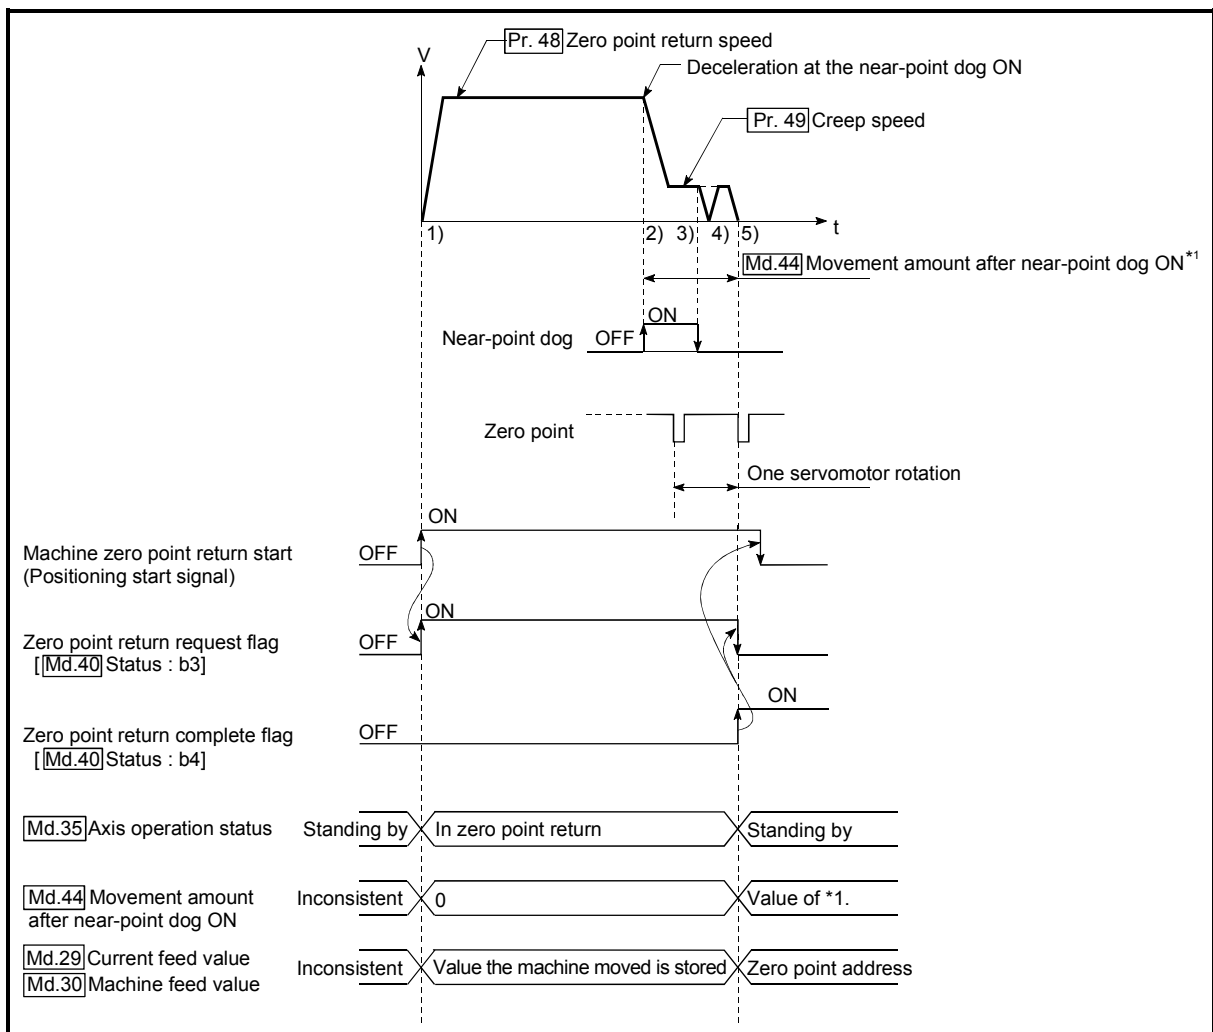 Pr. 48 Zero point return speed
V
Deceleration at the near-point dog ON
Pr. 49 Creep speed
t
1)
2)
3)
4)
5)
Md.44 Movement amount after near-point dog ON*1
ON
Near-point dog
OFF
Zero point
One servomotor rotation
ON
Machine zero point return start
(Positioning start signal)
OFF
ON
Zero point return request flag
[ Md.40 Status : b3]
OFF
ON
Zero point return complete flag
[ Md.40 Status : b4]
OFF
Md.35 Axis operation status
Standing by
In zero point return
Standing by
Md.44 Movement amount
after near-point dog ON
Inconsistent
0
Value of *1.
Md.29 Current feed value
Md.30 Machine feed value
Inconsistent
Value the machine moved is stored
Zero point address